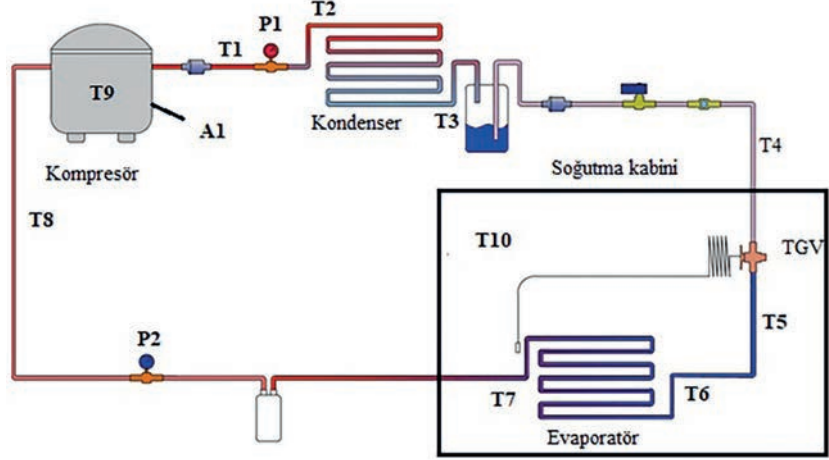 T2
P1
T1
T9
A1
Kompresör
Kondenser
T3
Soğutma kabini
T4
T8
T10
TGV
T5
P2
T7
T6
Evaporatör